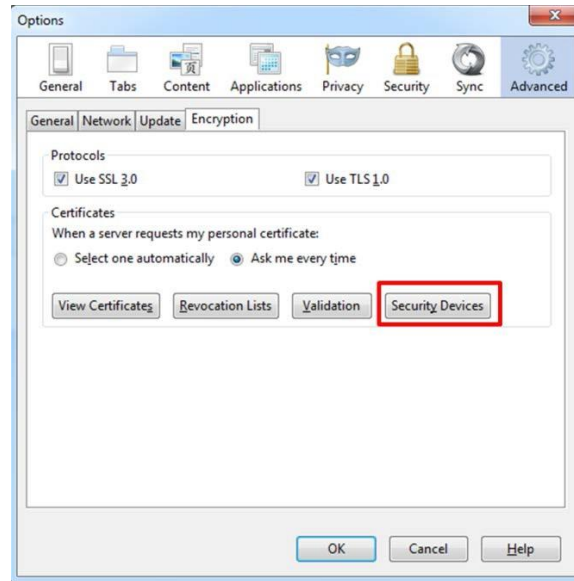 Options
General Tabs Content Applications Privacy Security Sync Advanced
General Network Update Encryption
Protocols
Use SSL 3.0 Use TLS 1.0
Certificates
When a server requests my personal certificate:
Select one automatically Ask me every time
View Certificates Revocation Lists Validation Security Devices
OK Cancel Help